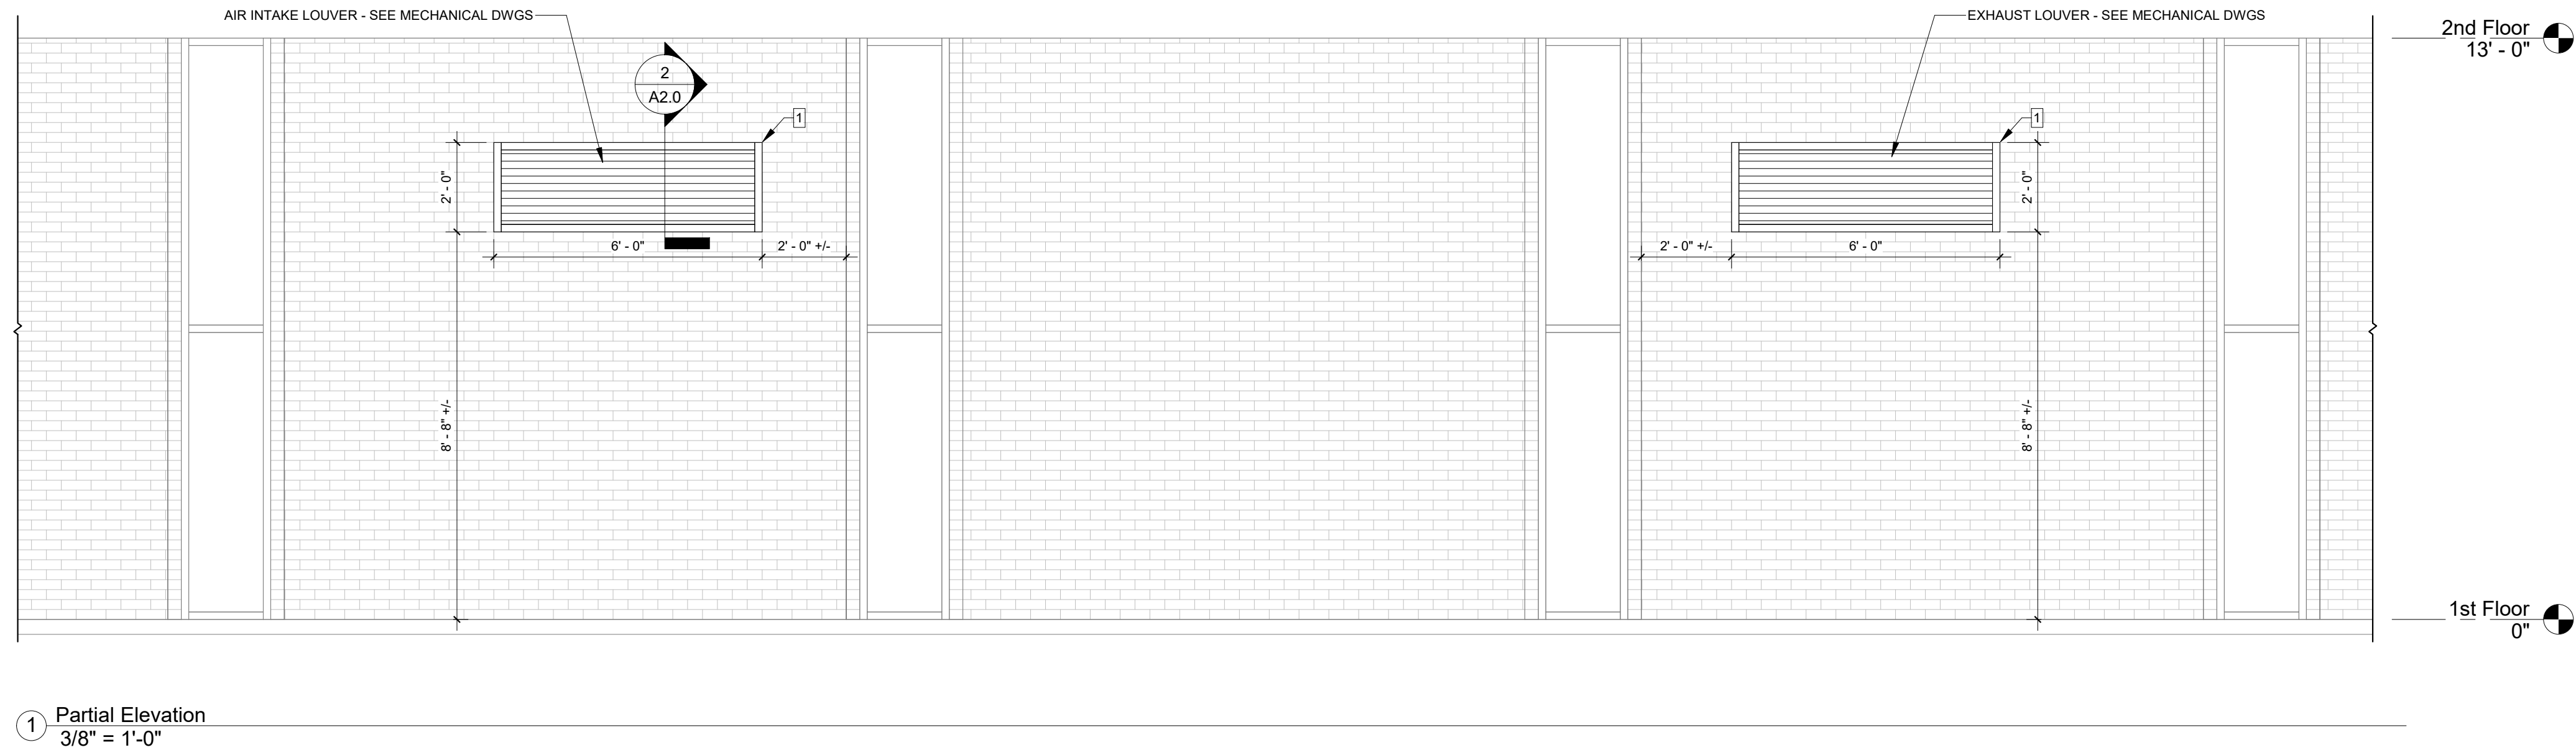 AIR INTAKE LOUVER - SEE MECHANICAL DWGS
EXHAUST LOUVER - SEE MECHANICAL DWGS
2nd Floor
13' - 0"
2
A2.0
1
1
2' - 0"
2' - 0"
6' - 0"
2' - 0" +/-
2' - 0" +/-
6' - 0"
8' - 8" +/-
8' - 8" +/-
1st Floor
0"
1
Partial Elevation
3/8" = 1'-0"